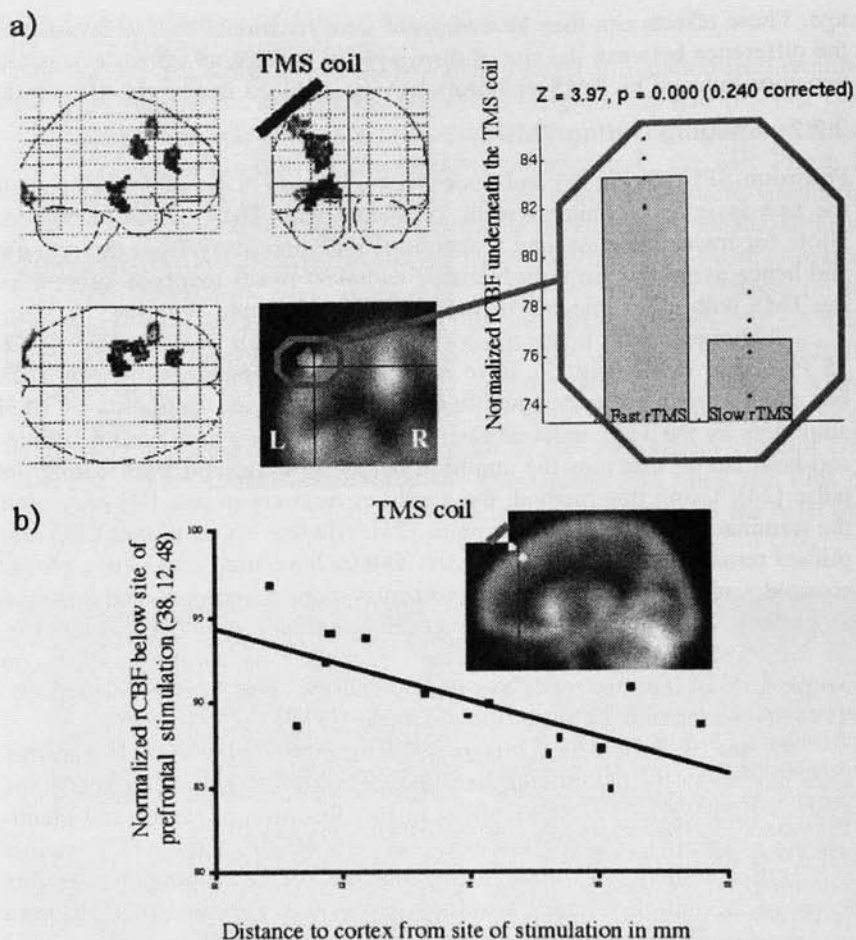 a)
TMS coil
Z = 3.97, p = 0.000 (0.240 corrected)
Normalized rCBF underneath the TMS coil
84
82
80
78
76
74
Fast rTMS Slow rTMS
L R
b)
TMS coil
Normalized rCBF below site of
prefrontal stimulation (38, 12,48)
100
95
90
85
80
Distance to cortex from site of stimulation in mm